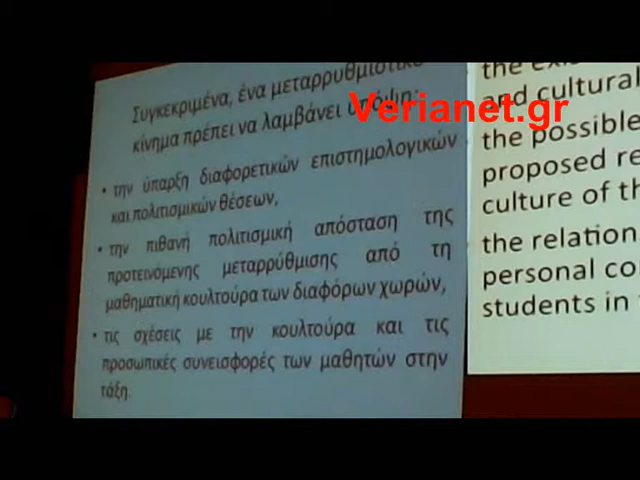 Συγκεκριμένα, ένα μεταρρυθμιστικό
κίνημα πρέπει να λαμβάνει υπόψη:
• την ύπαρξη διαφορετικών επιστημολογικών
και πολιτισμικών θέσεων,
• την πιθανή πολιτισμική απόσταση της
προτεινόμενης μεταρρύθμισης από τη
μαθηματική κουλτούρα των διαφόρων χωρών,
• τις σχέσεις με την κουλτούρα και τις
προσωπικές συνεισφορές των μαθητών στην
τάξη.
the
and cultural
the possible
proposed re
culture of th
the relation
personal co
students in
Verianet.gr